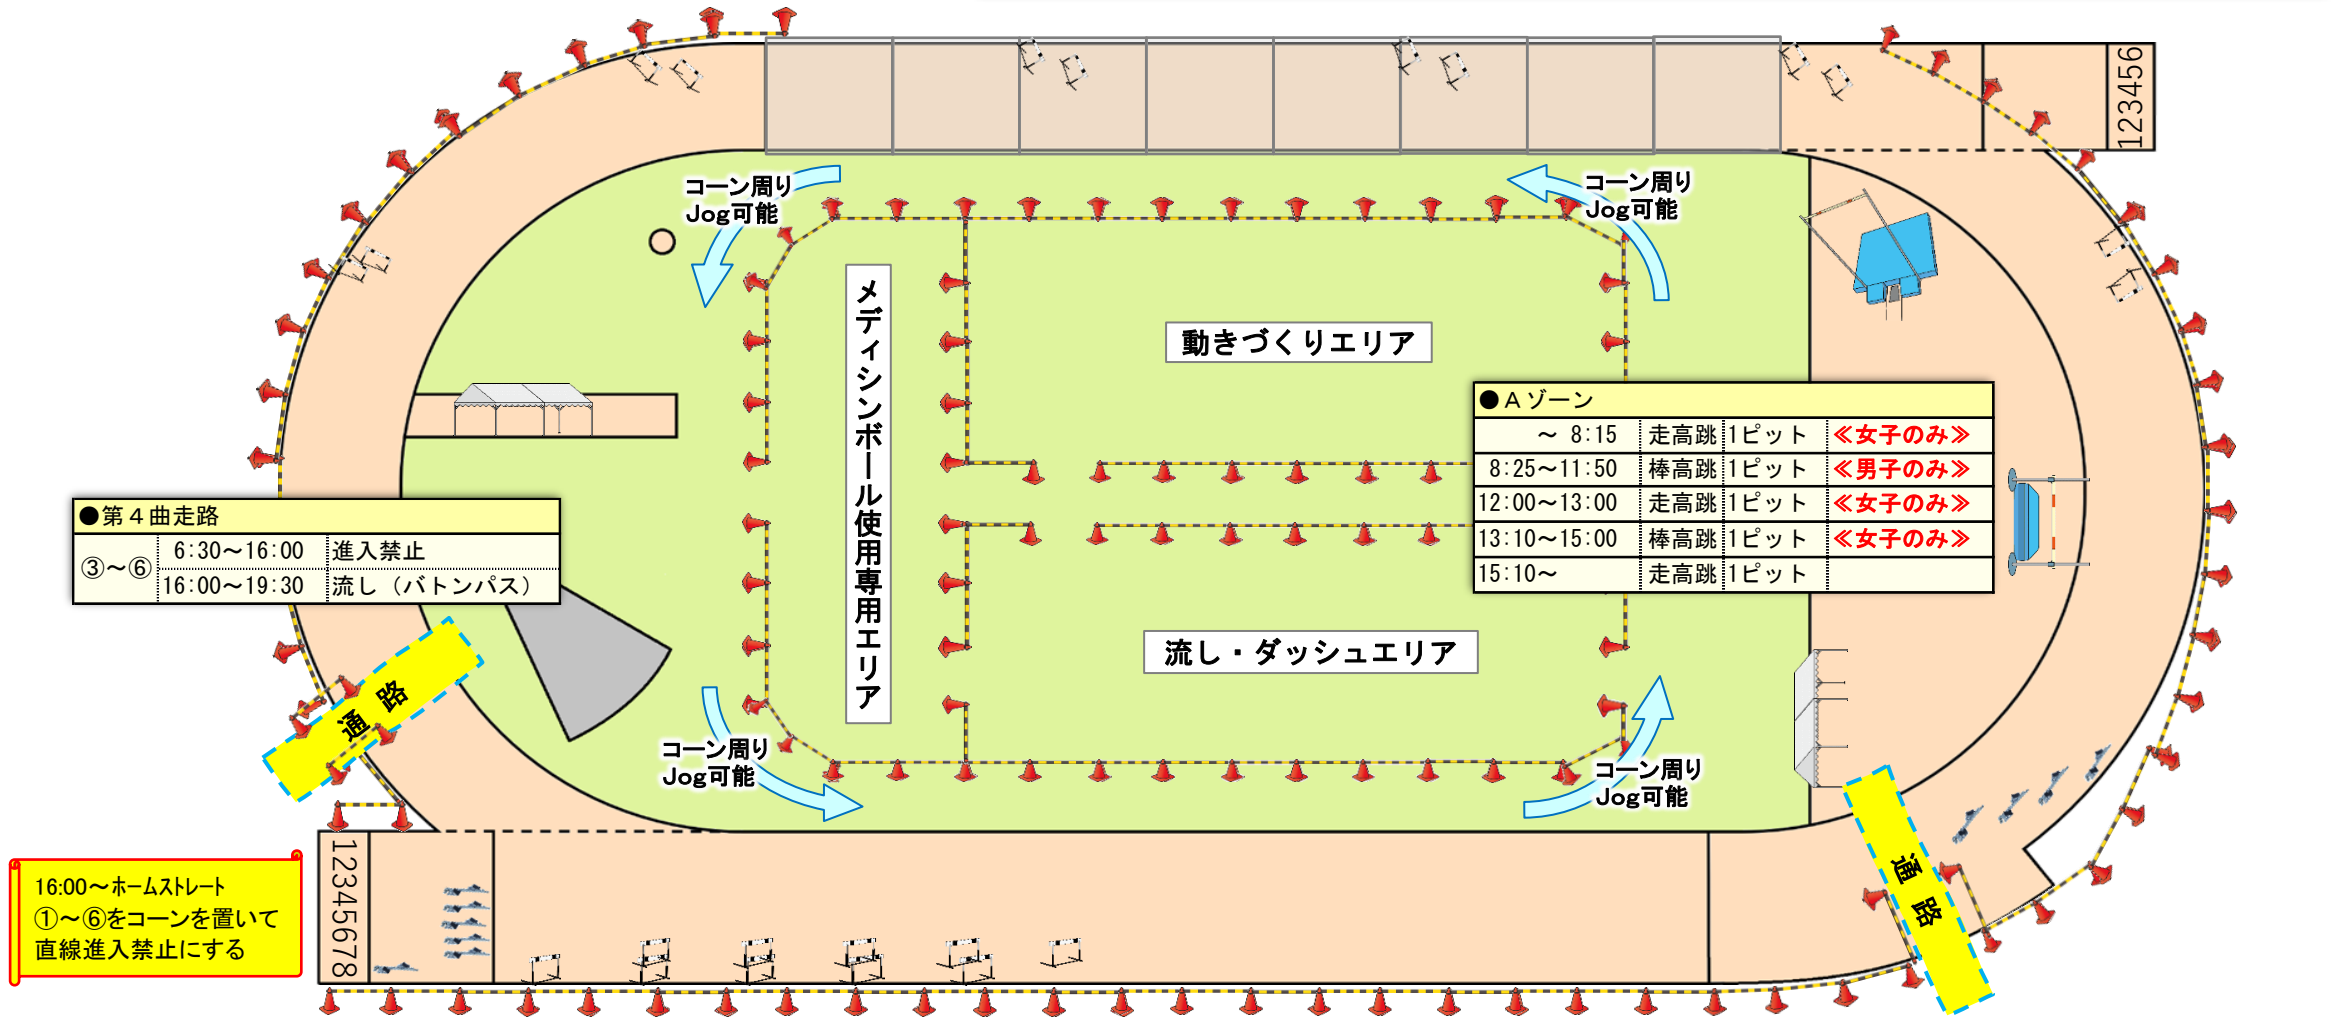 123456
コーン周り
Jog可能
コーン周り
Jog可能
メディシンボール使用専用エリア
動きづくりエリア
●Aゾーン
～ 8:15 走高跳 1ピット ≪女子のみ≫
8:25～11:50 棒高跳 1ピット ≪男子のみ≫
12:00～13:00 走高跳 1ピット ≪女子のみ≫
13:10～15:00 棒高跳 1ピット ≪女子のみ≫
15:10～ 走高跳 1ピット
●第４曲走路
③～⑥ 6:30～16:00 進入禁止
16:00～19:30 流し（バトンパス）
流し・ダッシュエリア
通路
コーン周り
Jog可能
コーン周り
Jog可能
通路
12345678
16:00～ホームストレート
①～⑥をコーンを置いて
直線進入禁止にする